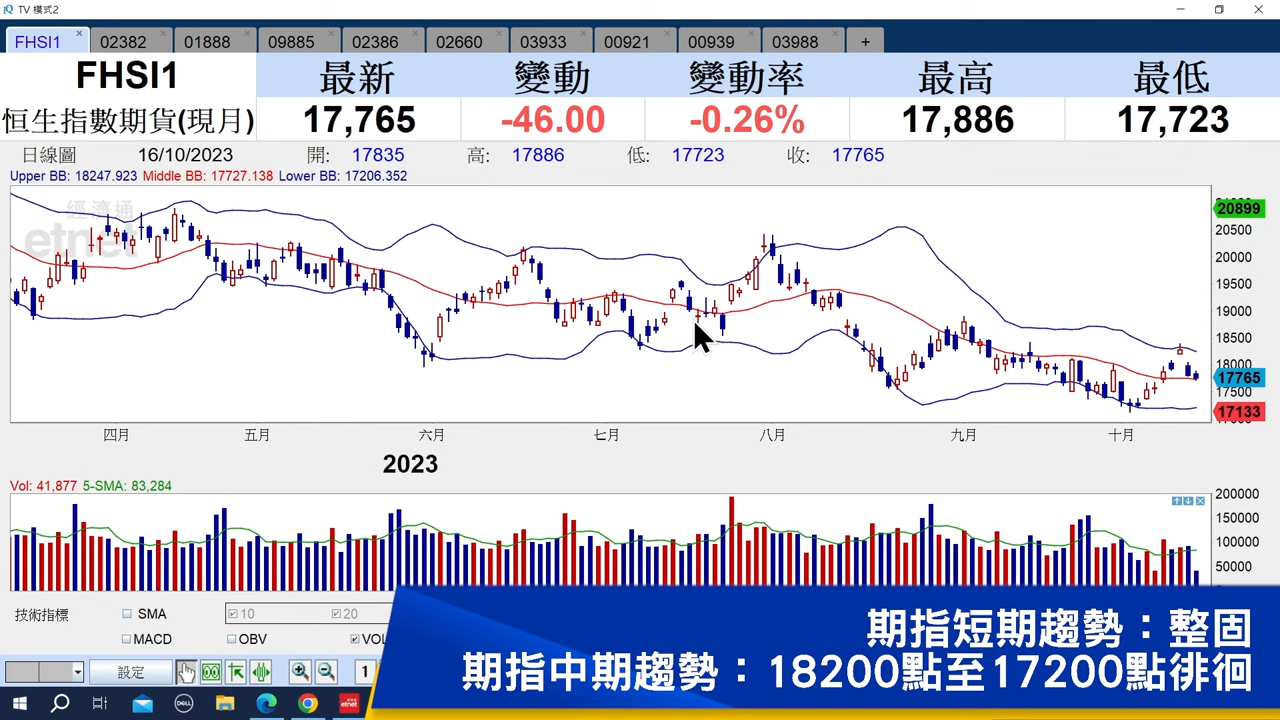 TV 模式2
FHSI1 02382 01888 09885 02386 02660 03933 00921 00939 03988 +
FHSI1 最新 變動 變動率 最高 最低
恒生指數期貨(現月) 17,765 -46.00 -0.26% 17,886 17,723
日線圖 16/10/2023 開: 17835 高: 17886 低: 17723 收: 17765
Upper BB: 18247.923 Middle BB: 17727.138 Lower BB: 17206.352
經濟通
etnet
20899
20500
20000
19500
19000
18500
18000
17765
17500
17133
四月 五月 六月 七月 八月 九月 十月
2023
Vol: 41,877 5-SMA: 83,284
200000
150000
100000
50000
技術指標 SMA 10 20
MACD OBV VOL
設定 1
期指短期趨勢：整固
期指中期趨勢：18200點至17200點徘徊
DELL
etnet